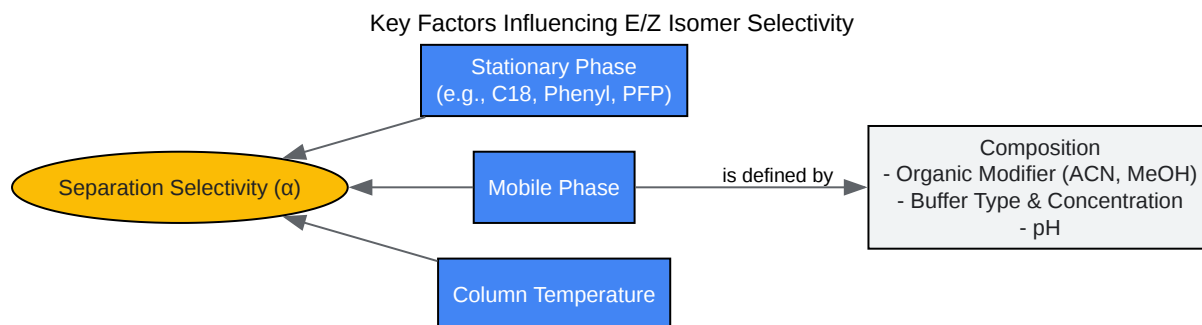 Key Factors Influencing E/Z Isomer Selectivity
Stationary Phase
(e.g., C18, Phenyl, PFP)
Separation Selectivity (α)
Mobile Phase
is defined by
Composition
- Organic Modifier (ACN, MeOH)
- Buffer Type & Concentration
- pH
Column Temperature